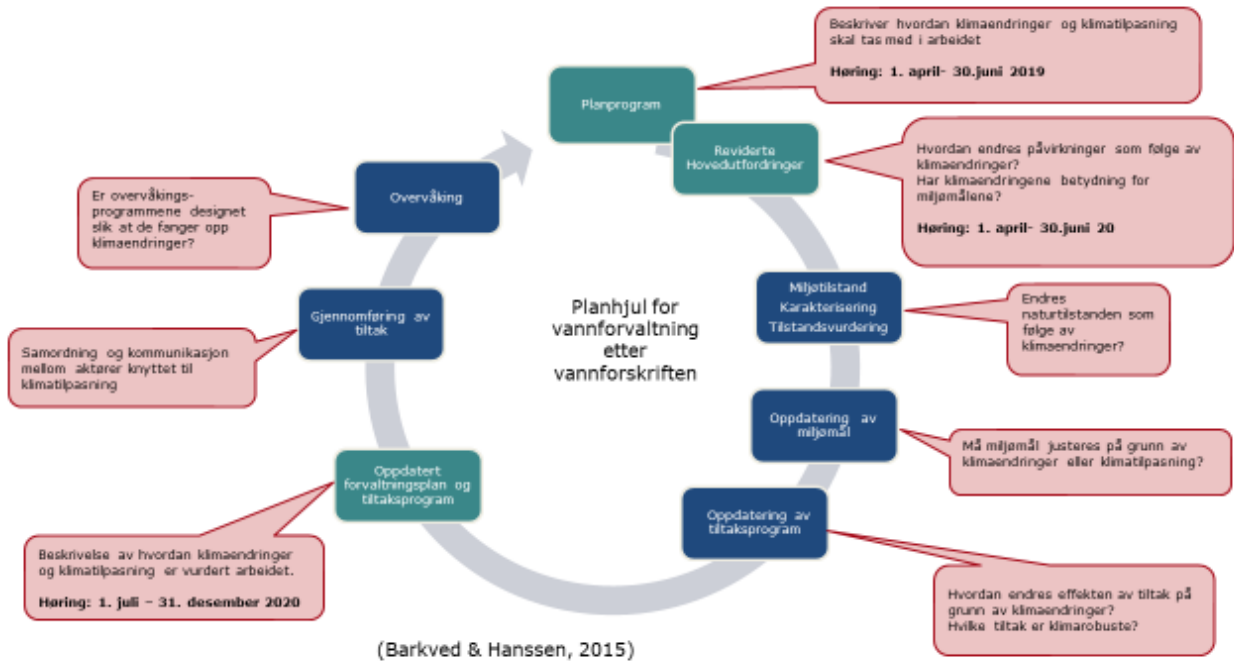 Beskriver hvordan klimaendringer og klimatilpasning
skal tas med i arbeidet
Høring: 1. april- 30.juni 2019
Planprogram
Reviderte
Hovedutfordringer
Hvordan endres påvirkninger som følge av
klimaendringer?
Har klimaendringene betydning for
miljømålene?
Høring: 1. april- 30.juni 20
Miljøtilstand
Karakterisering
Tilstandsvurdering
Endres
naturtilstanden som
følge av
klimaendringer?
Oppdatering av
miljømål
Må miljømål justeres på grunn av
klimaendringer eller klimatilpasning?
Oppdatering av
tiltaksprogram
Hvordan endres effekten av tiltak på
grunn av klimaendringer?
Hvilke tiltak er klimarobuste?
Oppdatert
forvaltningsplan og
tiltaksprogram
Beskrivelse av hvordan klimaendringer
og klimatilpasning er vurdert arbeidet.
Høring: 1. juli – 31. desember 2020
Gjennomføring av
tiltak
Samordning og kommunikasjon
mellom aktører knyttet til
klimatilpasning
Overvåking
Er overvåkings-
programmene designet
slik at de fanger opp
klimaendringer?
Planhjul for
vannforvaltning
etter
vannforskriften
(Barkved & Hanssen, 2015)